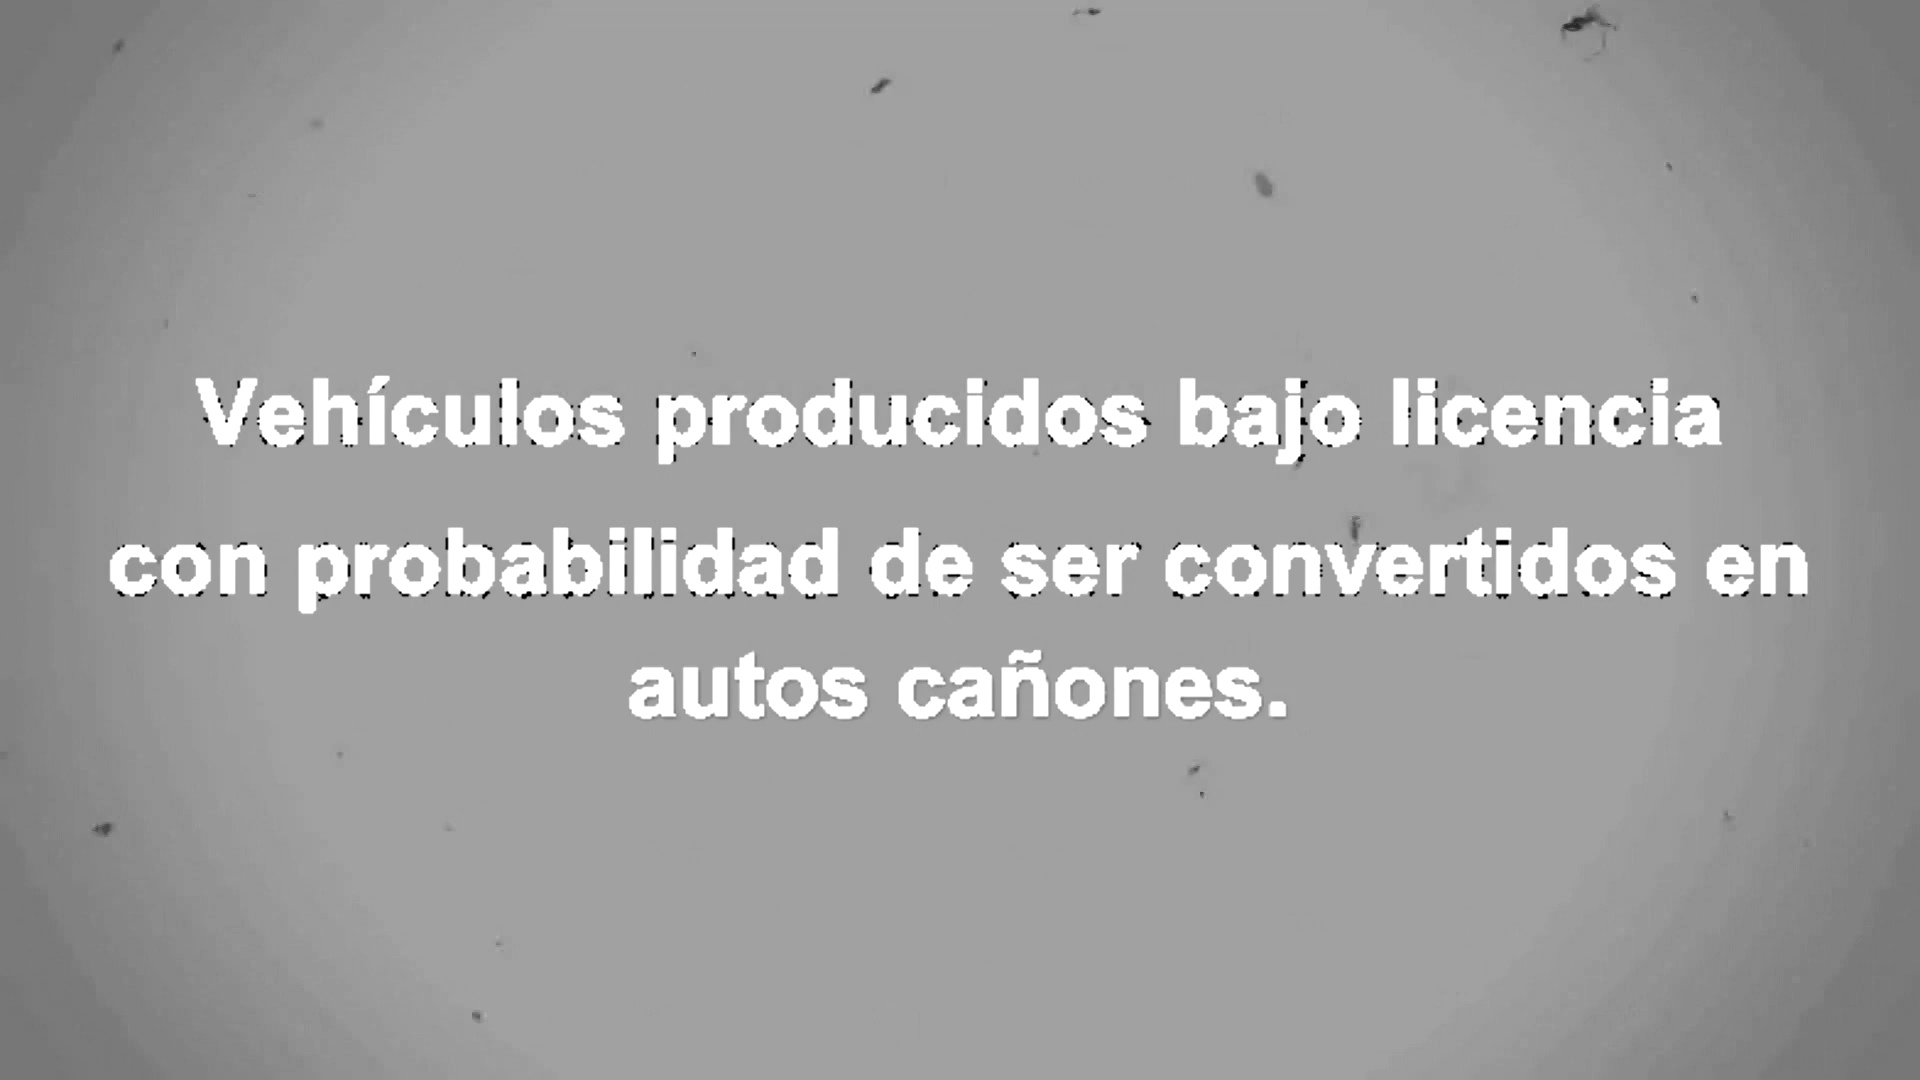 Vehículos producidos bajo licencia
con probabilidad de ser convertidos en
autos cañones.